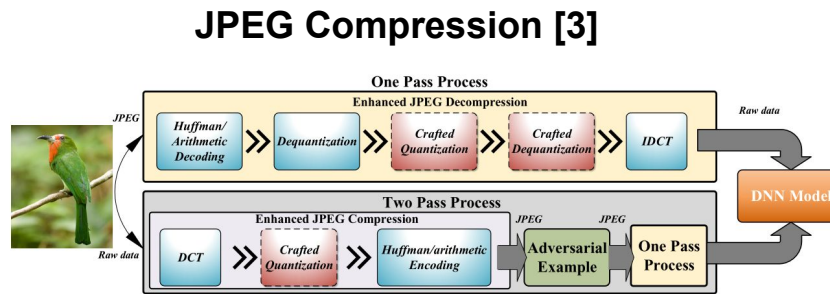 JPEG Compression [3]
One Pass Process
Enhanced JPEG Decompression
JPEG
Raw data
Huffman/
Arithmetic
Decoding
Dequantization
Crafted
Quantization
Crafted
Dequantization
IDCT
DNN Model
Two Pass Process
Enhanced JPEG Compression
Raw data
DCT
Crafted
Quantization
Huffman/arithmetic
Encoding
JPEG
Adversarial
Example
JPEG
One Pass
Process